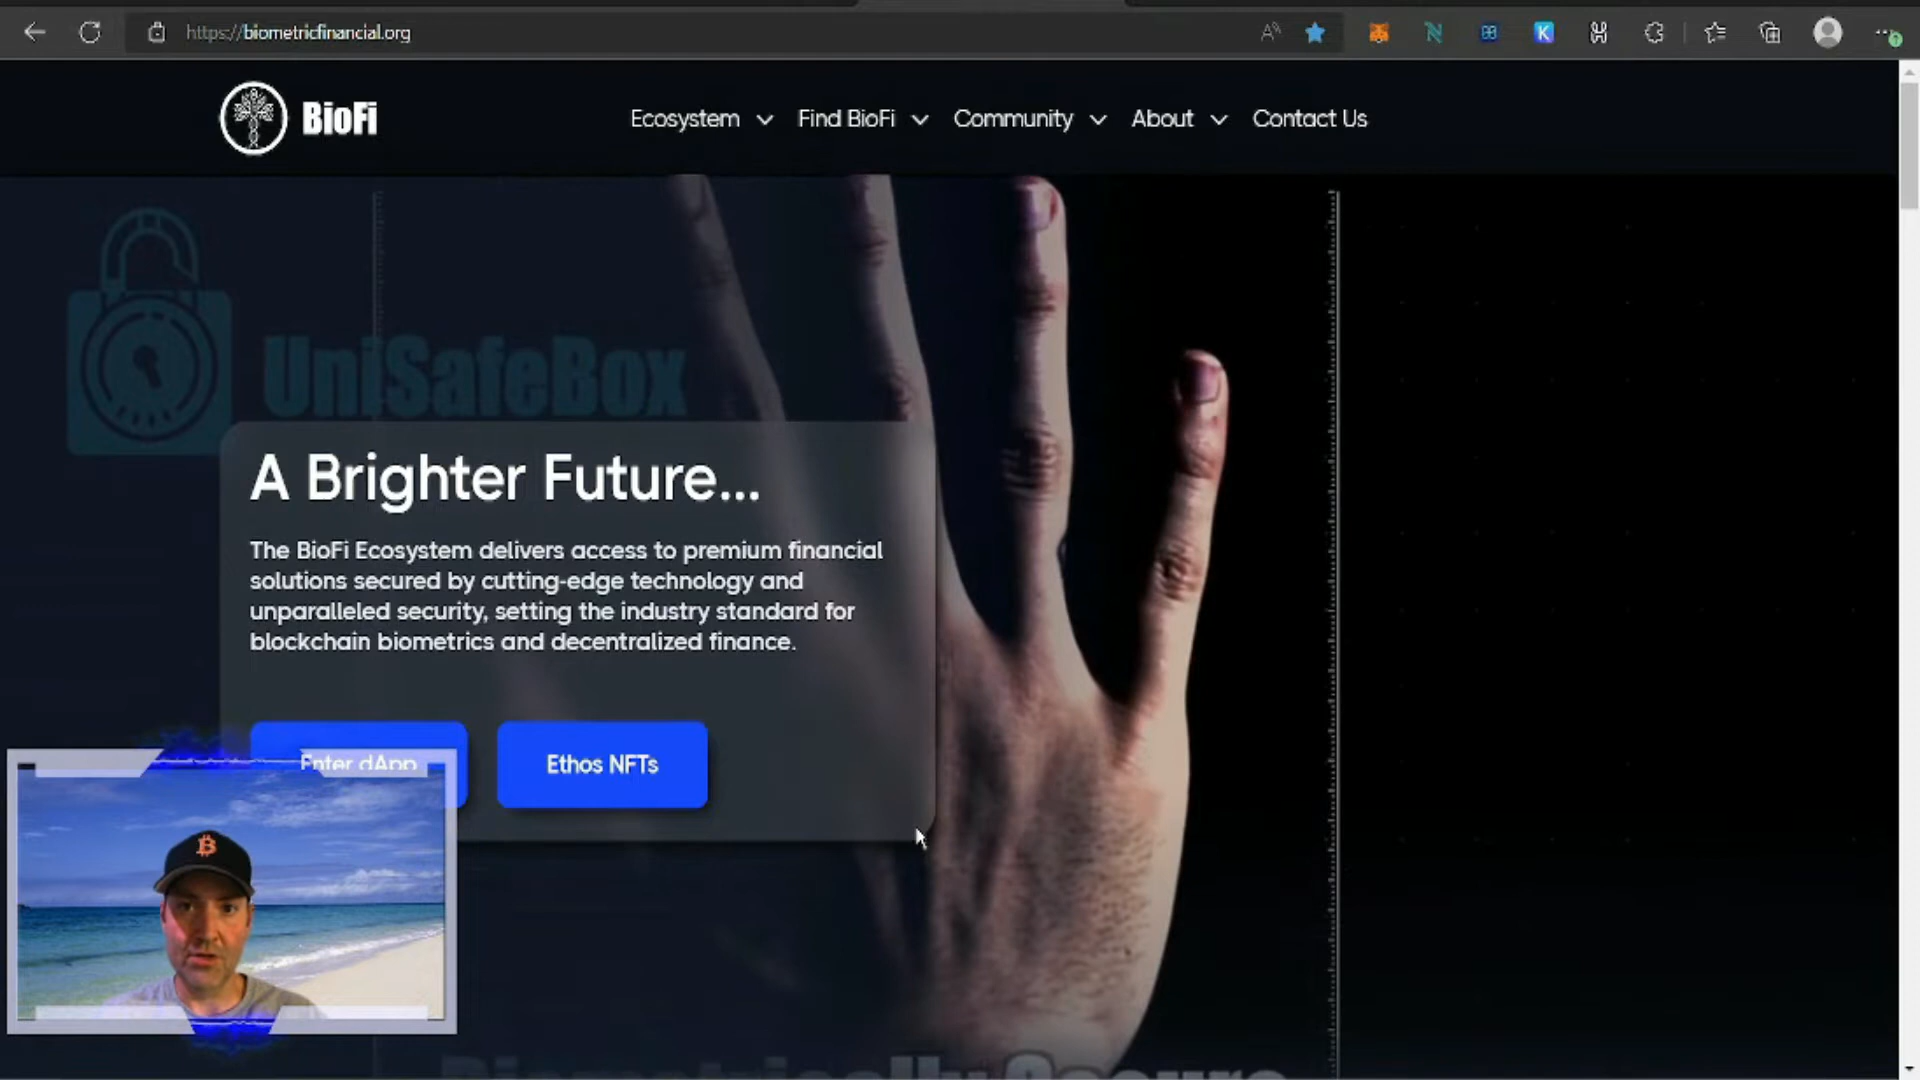 https://biometricfinancial.org
BioFi
Ecosystem
Find BioFi
Community
About
Contact Us
UniSafeBox
A Brighter Future...
The BioFi Ecosystem delivers access to premium financial
solutions secured by cutting-edge technology and
unparalleled security, setting the industry standard for
blockchain biometrics and decentralized finance.
Enter dApp
Ethos NFTs
Biometrically Secure